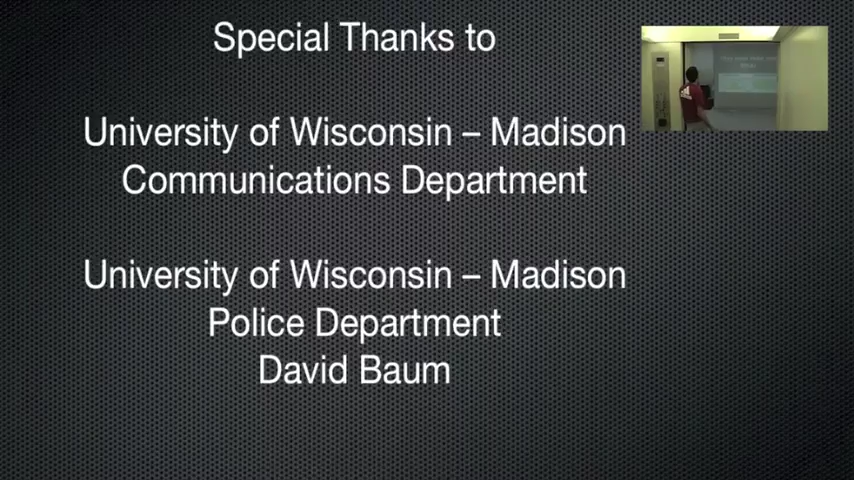 Special Thanks to
University of Wisconsin – Madison
Communications Department
University of Wisconsin – Madison
Police Department
David Baum